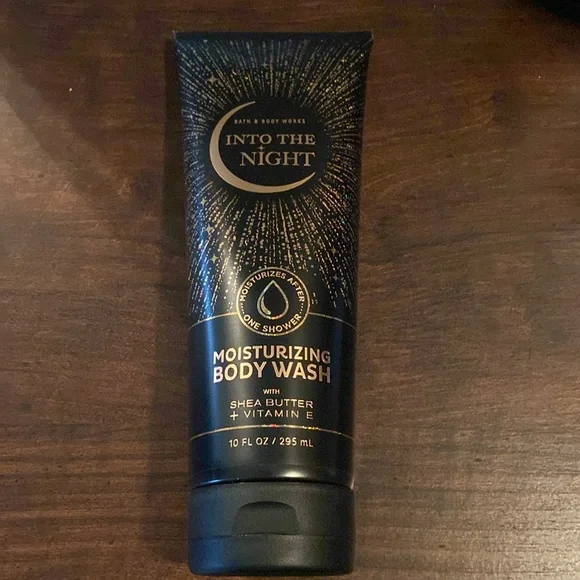 BATH & BODY WORKS
INTO THE
NIGHT
MOISTURIZES AFTER
ONE SHOWER
MOISTURIZING
BODY WASH
WITH
SHEA BUTTER
+ VITAMIN E
10 FL OZ / 295 mL